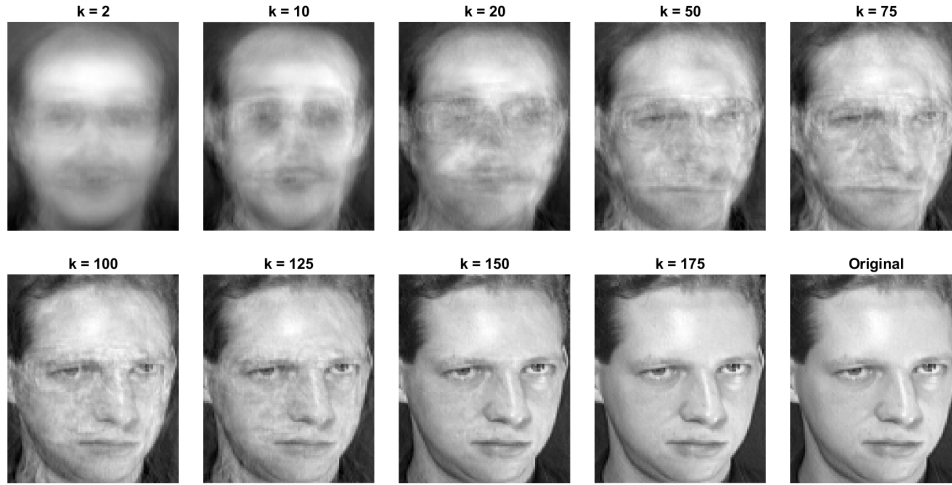 k = 2 k = 10 k = 20 k = 50 k = 75
k = 100 k = 125 k = 150 k = 175 Original